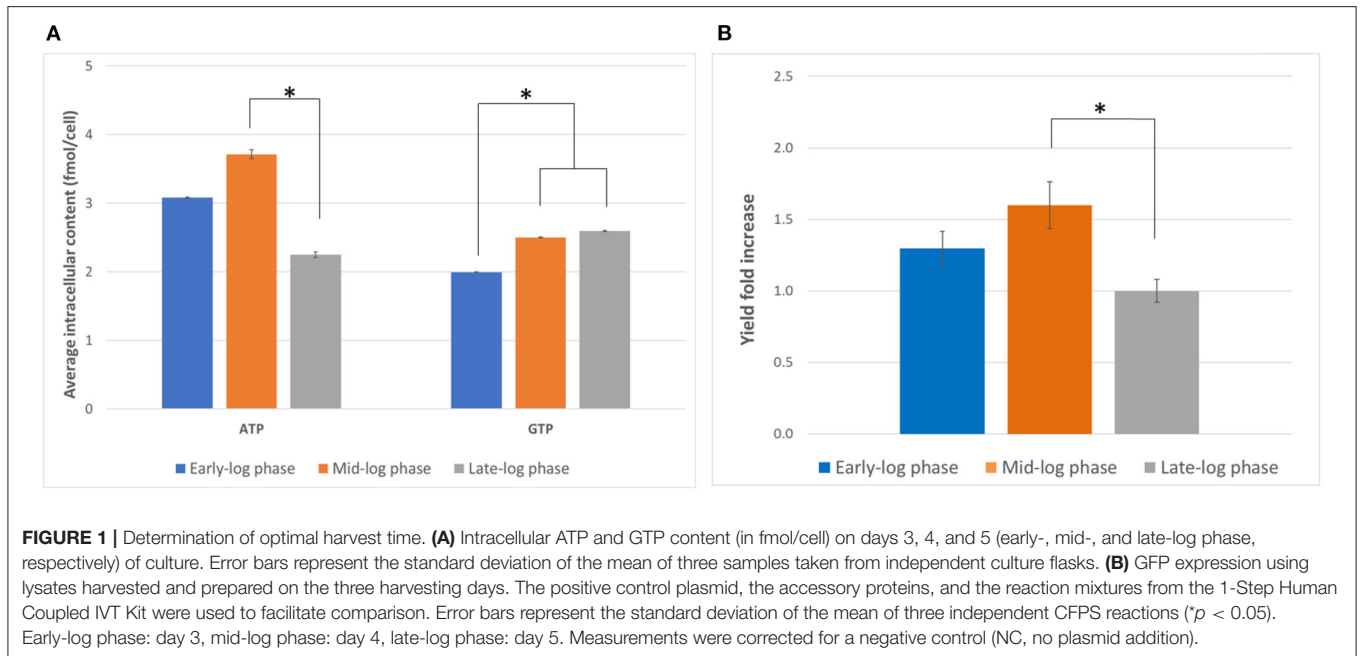 A
Average intracellular content (fmol/cell)
5
4
3
2
1
0
*
*
ATP
GTP
Early-log phase
Mid-log phase
Late-log phase
B
Yield fold increase
2.5
2.0
1.5
1.0
0.5
0.0
*
Early-log phase
Mid-log phase
Late-log phase
FIGURE 1 | Determination of optimal harvest time. (A) Intracellular ATP and GTP content (in fmol/cell) on days 3, 4, and 5 (early-, mid-, and late-log phase,
respectively) of culture. Error bars represent the standard deviation of the mean of three samples taken from independent culture flasks. (B) GFP expression using
lysates harvested and prepared on the three harvesting days. The positive control plasmid, the accessory proteins, and the reaction mixtures from the 1-Step Human
Coupled IVT Kit were used to facilitate comparison. Error bars represent the standard deviation of the mean of three independent CFPS reactions (*p < 0.05).
Early-log phase: day 3, mid-log phase: day 4, late-log phase: day 5. Measurements were corrected for a negative control (NC, no plasmid addition).